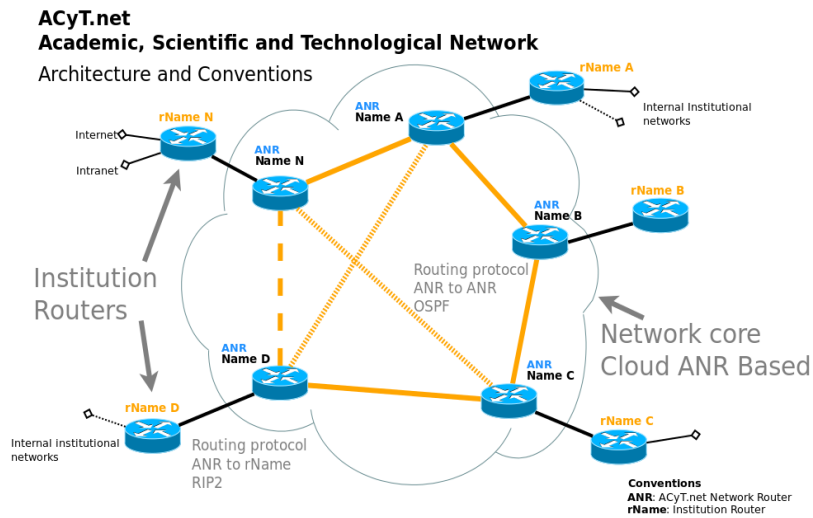 ACyT.net
Academic, Scientific and Technological Network
Architecture and Conventions
rName A
Internal Institutional
networks
ANR
Name A
rName N
Internet
Intranet
ANR
Name N
rName B
ANR
Name B
Institution
Routers
Routing protocol
ANR to ANR
OSPF
Network core
Cloud ANR Based
ANR
Name D
ANR
Name C
rName D
Internal institutional
networks
Routing protocol
ANR to rName
RIP2
rName C
Conventions
ANR: ACyT.net Network Router
rName: Institution Router